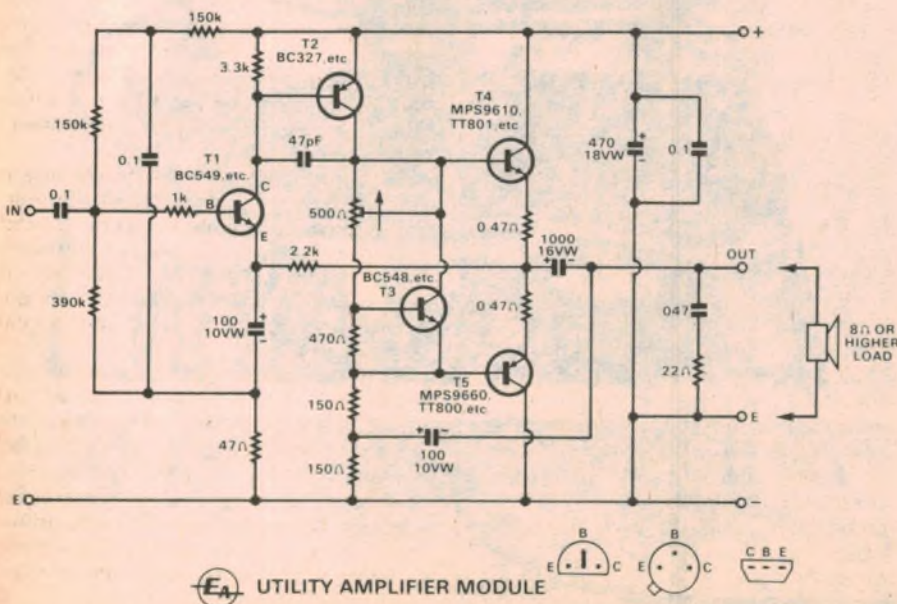 150k
T2
BC327, etc
3.3k
+
T4
MPS9610,
TT801, etc
150k
0.1
47pF
470
18VW
+
-
0.1
T1
BC549, etc.
0.1
1k
C
B
E
IN
500Ω
0 47Ω
1000
16VW
+ -
OUT
2.2k
BC548, etc
T3
390k
100
10VW
+
-
0.47Ω
047
8Ω OR
HIGHER
LOAD
470Ω
T5
MPS9660,
TT800, etc
22Ω
150Ω
E
47Ω
+ -
100
10VW
150Ω
E
-
B
E C
B
E C
C B E
EA UTILITY AMPLIFIER MODULE